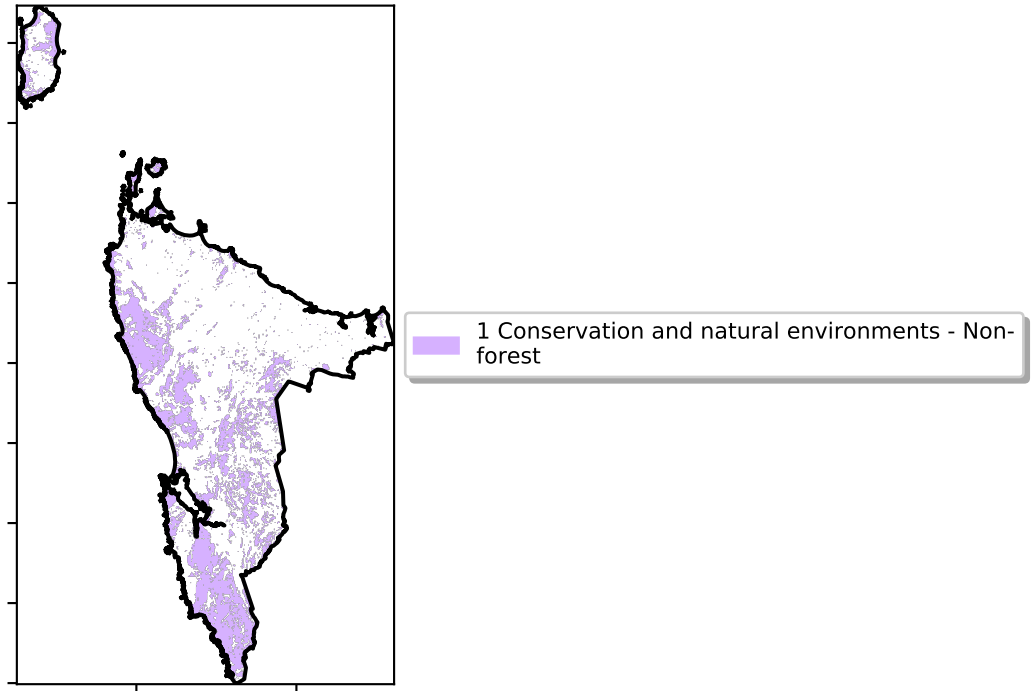 1 Conservation and natural environments - Non-
forest